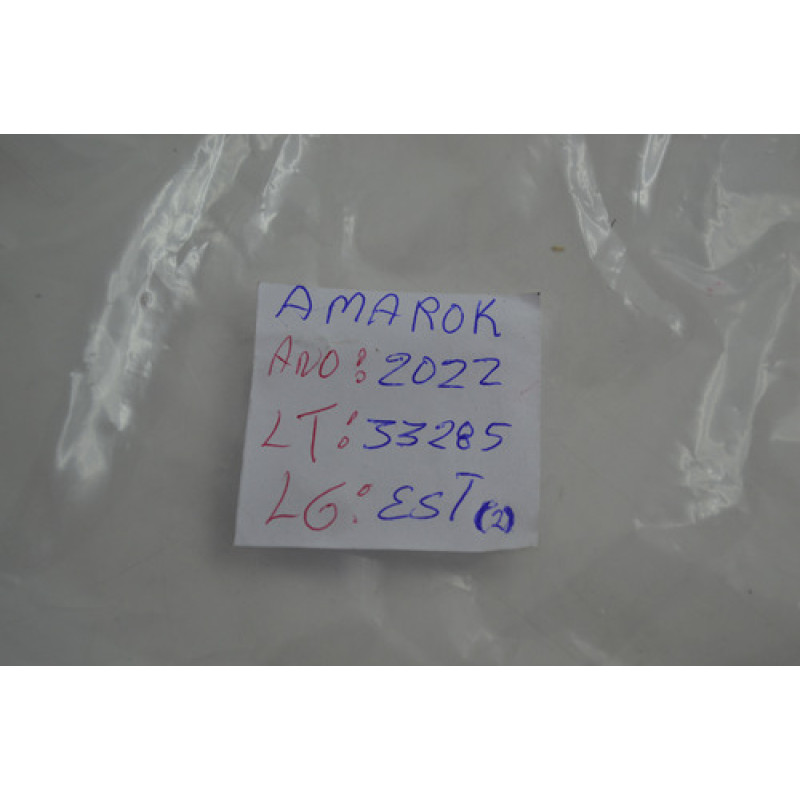 AMAROK
ANO: 2022
LT: 33285
LG: EST (2)